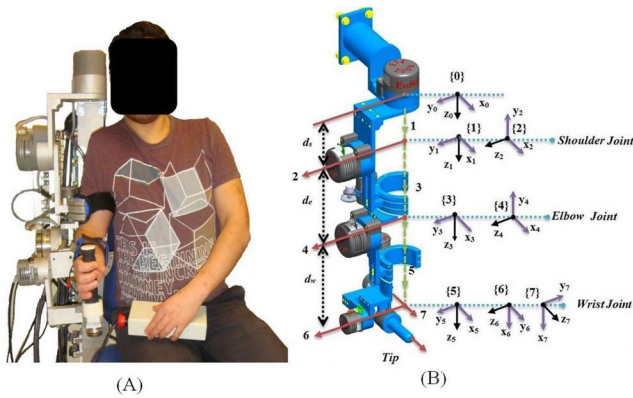 {0}
y0 x0
z0
1 {1} y2 {2}
ds
y1 x1 z2 x2 Shoulder Joint
z1
2
3
de
{3} y4 {4}
y3 x3 z4 x4 Elbow Joint
z3
4
5
dw
{5} {6} {7} y7
y5 x5 z6 y6 z7 Wrist Joint
z5 x6 x7
6 7
Tip
JOURNEY
(A) (B)